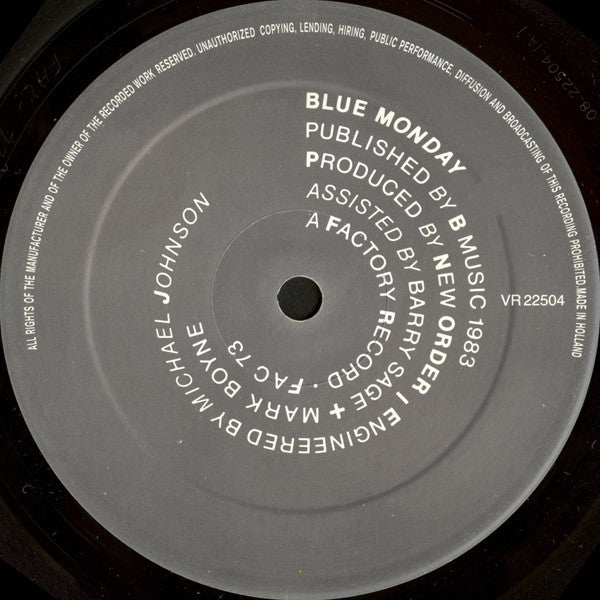 ALL RIGHTS OF THE MANUFACTURER AND OF THE OWNER OF THE RECORDED WORK RESERVED. UNAUTHORIZED COPYING, LENDING, HIRING, PUBLIC PERFORMANCE, DIFFUSION AND BROADCASTING OF THIS RECORDING PROHIBITED. MADE IN HOLLAND
BLUE MONDAY
PUBLISHED BY B MUSIC 1983
PRODUCED BY NEW ORDER | ENGINEERED BY MICHAEL JOHNSON
ASSISTED BY BARRY SAGE + MARK BOYNE
A FACTORY RECORD · FAC 73
VR 22504